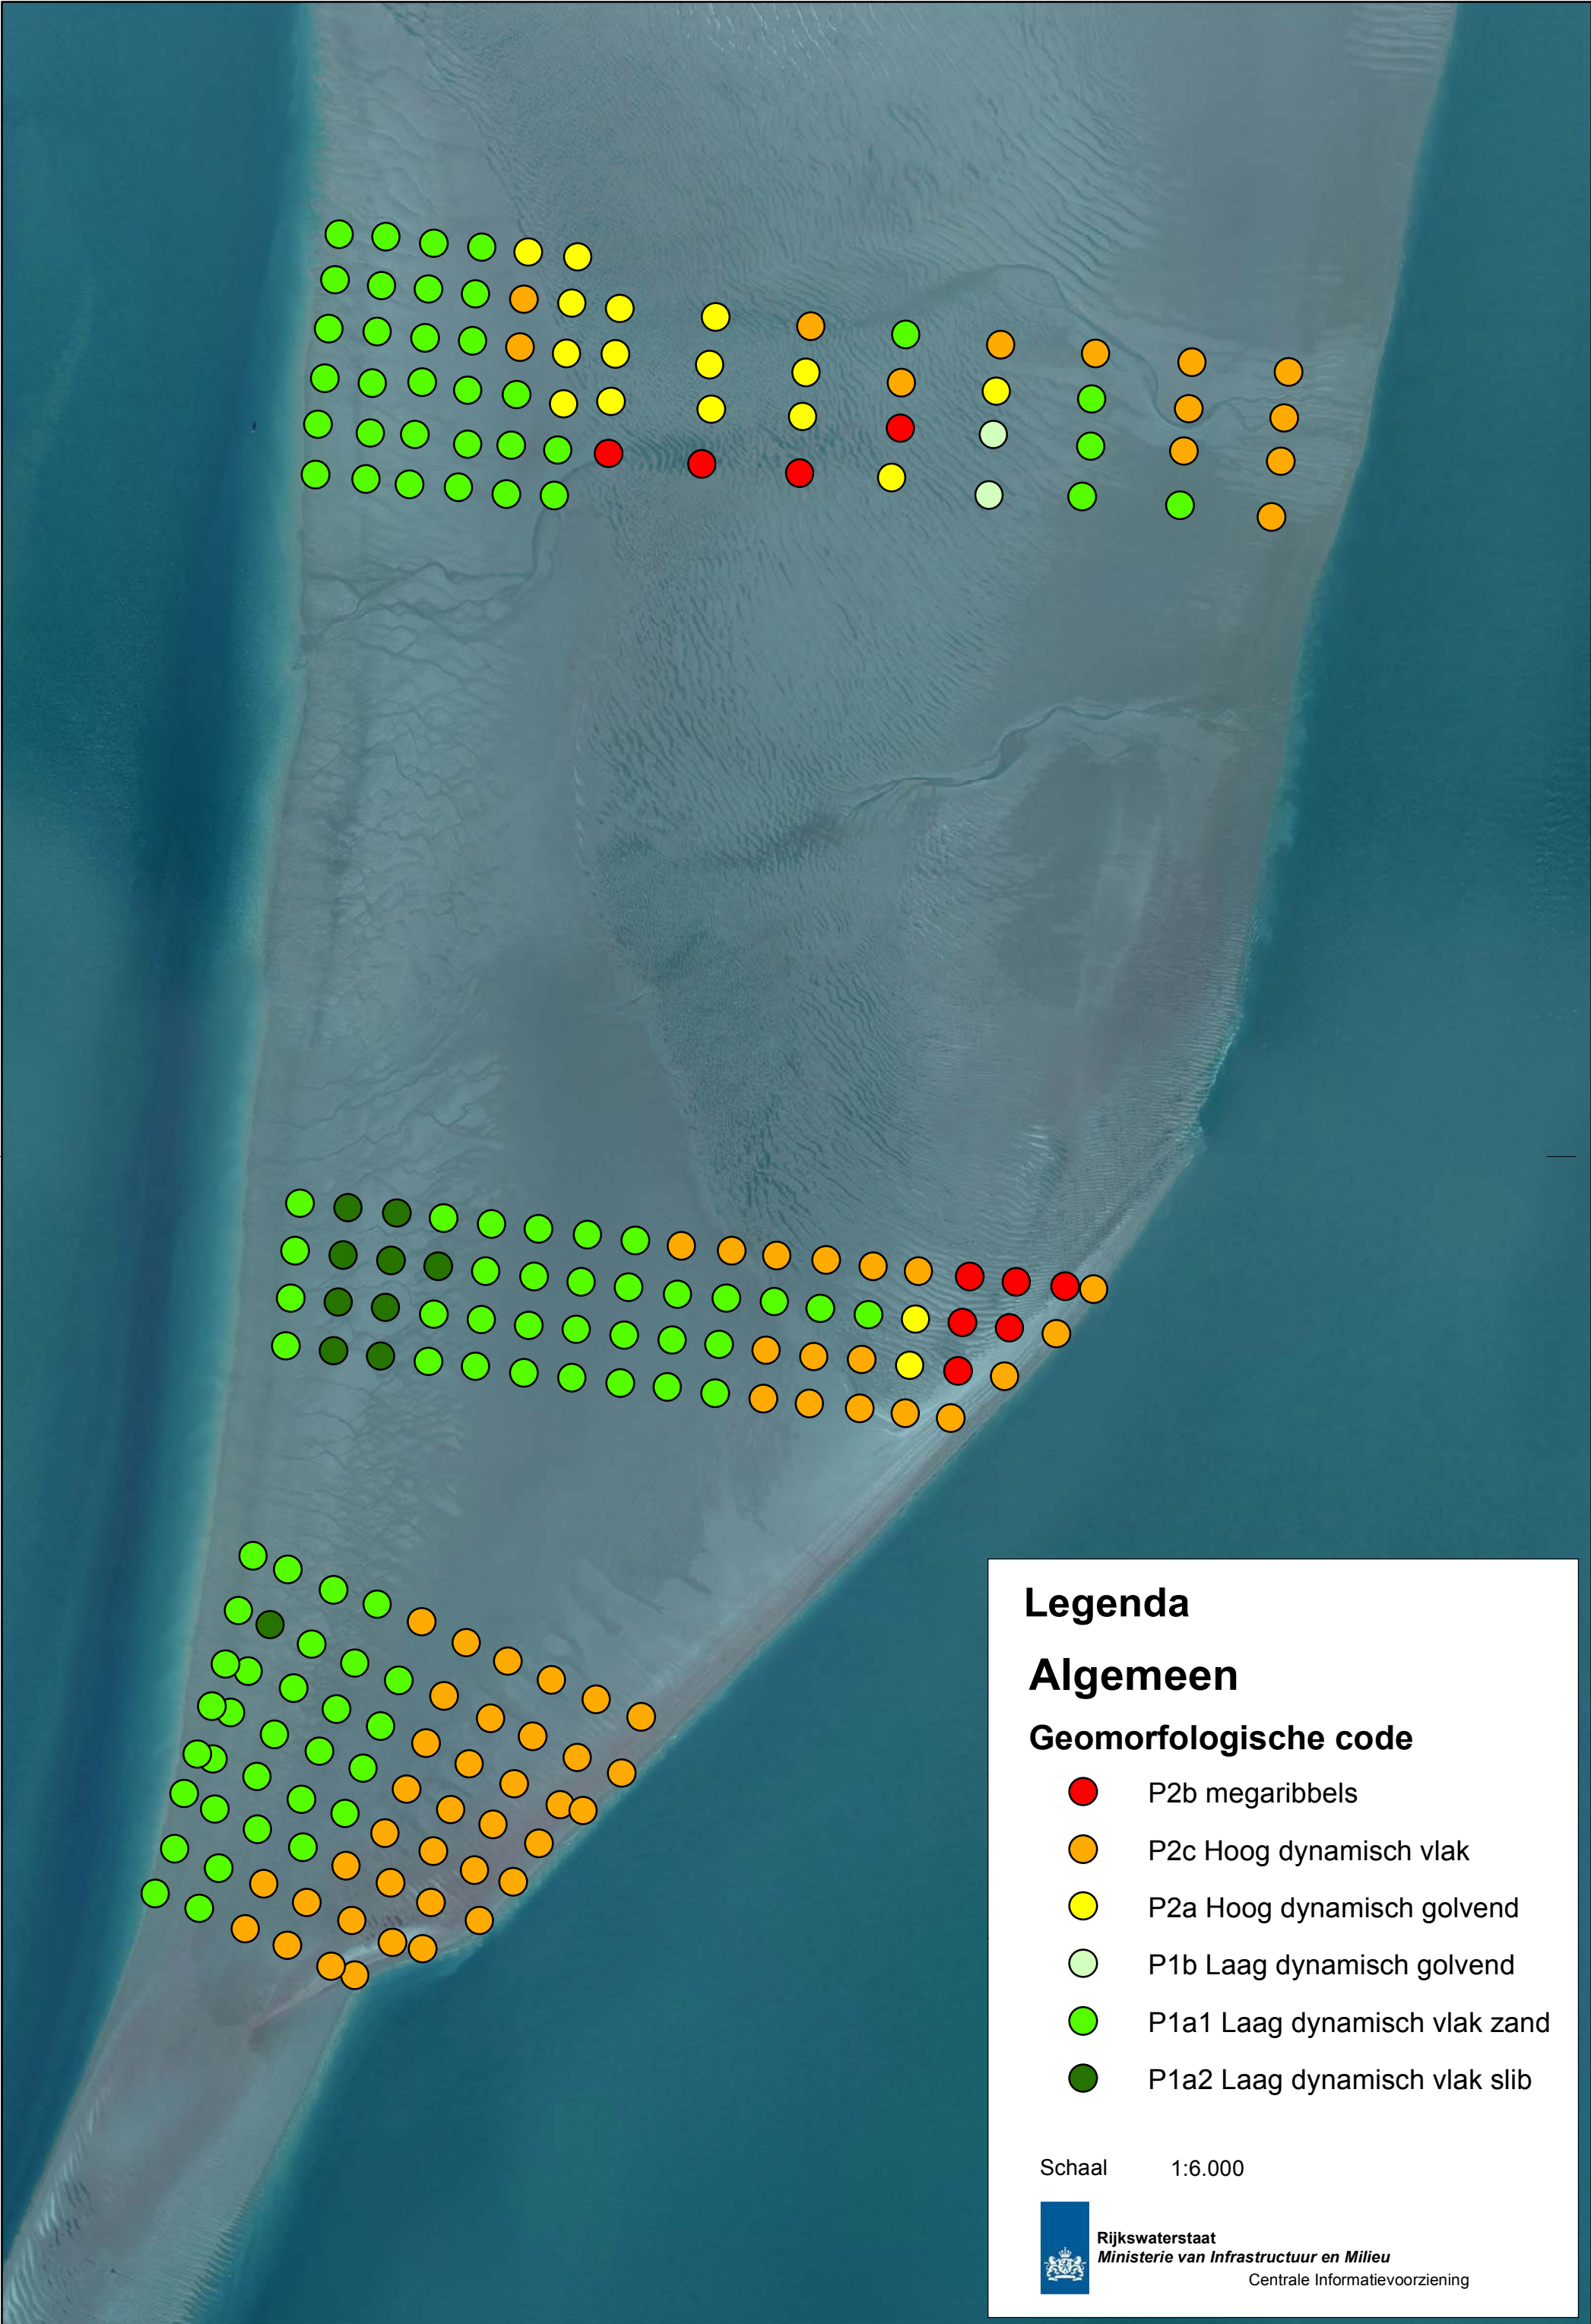 Legenda
Algemeen
Geomorfologische code
P2b megaribbels
P2c Hoog dynamisch vlak
P2a Hoog dynamisch golvend
P1b Laag dynamisch golvend
P1a1 Laag dynamisch vlak zand
P1a2 Laag dynamisch vlak slib
Schaal 1:6.000
Rijkswaterstaat
Ministerie van Infrastructuur en Milieu
Centrale Informatievoorziening